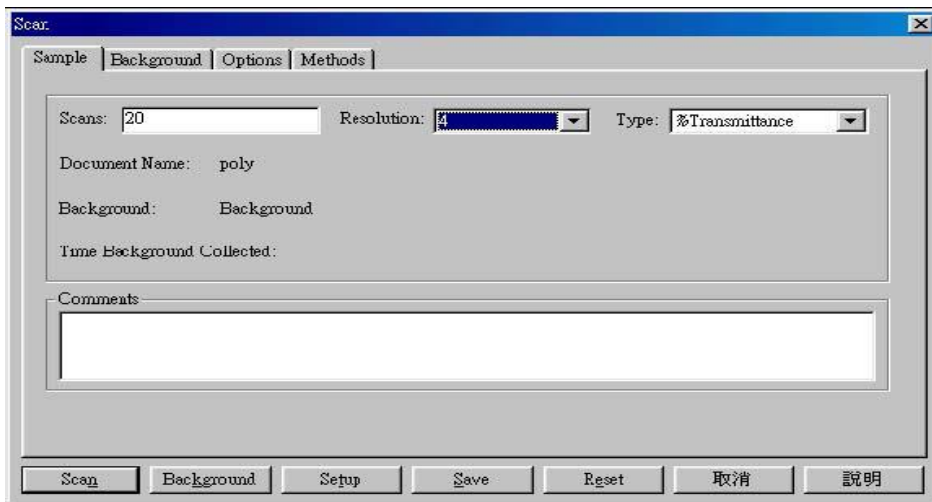 Scan
Sample Background Options Methods
Scans: 20 Resolution: 4 Type: %Transmittance
Document Name: poly
Background: Background
Time Background Collected:
Comments
Scan Background Setup Save Reset 取消 說明